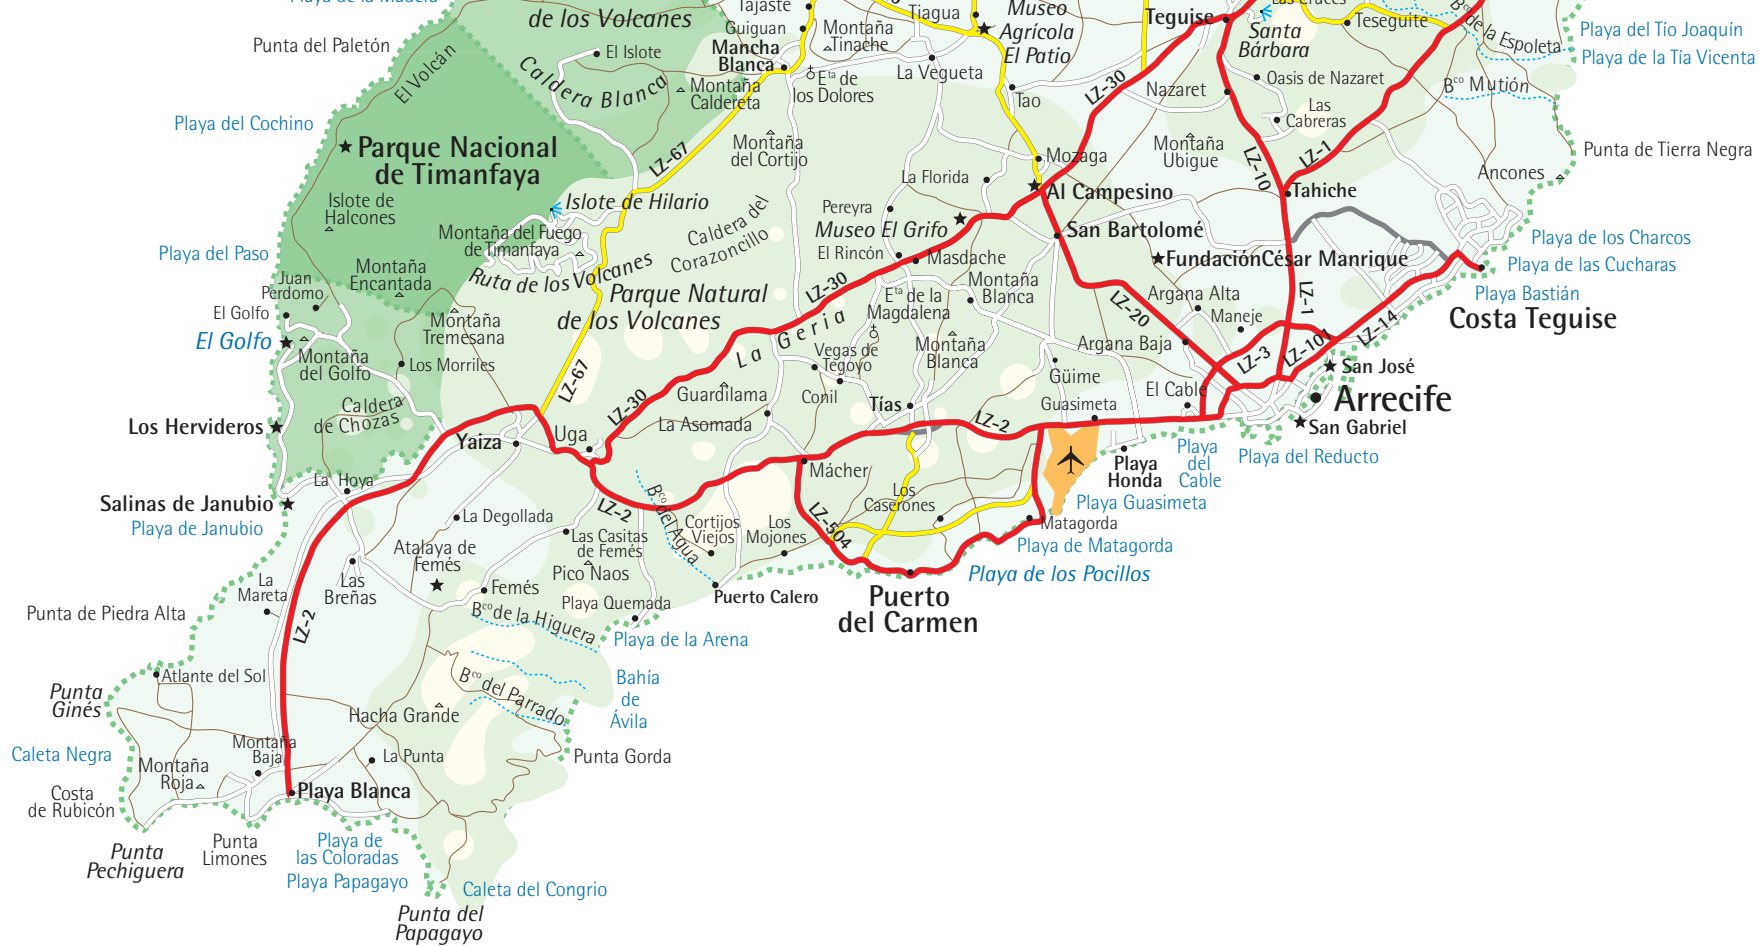 Playa de la Madera
de los Volcanes
Tajaste
Guiguan
Montaña
Tinache
Tiagua
Museo
Agrícola
El Patio
Teguise
Las Cruces
Santa
Bárbara
Teseguite
Bco de la Espoleta
Playa del Tío Joaquín
Playa de la Tía Vicenta
Punta del Paletón
El Volcán
El Islote
Caldera Blanca
Mancha
Blanca
Eta de
los Dolores
La Vegueta
Montaña
Caldereta
Tao
LZ-30
Nazaret
Oasis de Nazaret
Las
Cabreras
Bco Mutión
Playa del Cochino
Parque Nacional
de Timanfaya
LZ-67
Montaña
del Cortijo
Mozaga
Montaña
Ubigue
LZ-10
LZ-1
Punta de Tierra Negra
Ancones
Islote de
Halcones
Islote de Hilario
La Florida
Al Campesino
Tahiche
Pereyra
Museo El Grifo
San Bartolomé
Montaña del Fuego
de Timanfaya
Caldera del
Corazoncillo
El Rincón
Masdache
Fundación César Manrique
Playa de los Charcos
Playa de las Cucharas
Playa Bastián
Costa Teguise
Playa del Paso
Juan
Perdomo
Montaña
Encantada
Ruta de los Volcanes
Parque Natural
de los Volcanes
LZ-30
Eta de la
Magdalena
Montaña
Blanca
LZ-20
Argana Alta
Maneje
LZ-1
El Golfo
El Golfo
Montaña
Tremesana
La Geria
Montaña
Blanca
Argana Baja
LZ-3
LZ-101
LZ-14
Montaña
del Golfo
Los Morriles
LZ-67
Vegas de
Tegoyo
Güime
San José
Caldera
de Chozas
LZ-30
Guardilama
Conil
Tías
Guasimeta
El Cable
Arrecife
San Gabriel
Los Hervideros
Yaiza
Uga
La Asomada
LZ-2
Playa
del
Cable
Playa del Reducto
Mácher
Playa
Honda
La Hoya
Salinas de Janubio
Playa de Janubio
LZ-2
Bco del Agua
Los
Caserones
Playa Guasimeta
La Degollada
Cortijos
Viejos
Los
Mojones
LZ-504
Matagorda
Playa de Matagorda
Atalaya de
Femés
Las Casitas
de Femés
Pico Naos
Playa de los Pocillos
La
Mareta
Las
Breñas
Femés
Playa Quemada
Puerto Calero
Puerto
del Carmen
Punta de Piedra Alta
LZ-2
Bco de la Higuera
Playa de la Arena
Atlante del Sol
Bco del Parrado
Bahía
de
Ávila
Punta
Ginés
Hacha Grande
Caleta Negra
Montaña
Baja
La Punta
Punta Gorda
Montaña
Roja
Costa
de Rubicón
Playa Blanca
Punta
Pechiguera
Punta
Limones
Playa de
las Coloradas
Playa Papagayo
Caleta del Congrio
Punta del
Papagayo